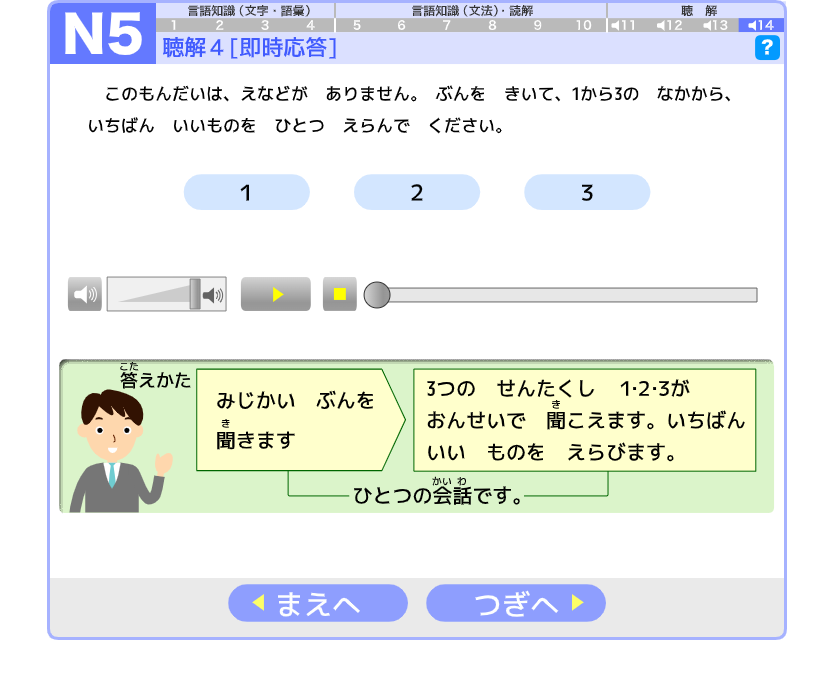 N5
言語知識（文字・語彙）
言語知識（文法）・読解
聴 解
1 2 3 4 5 6 7 8 9 10 11 12 13 14
聴解４[即時応答]
?
このもんだいは、えなどが　ありません。　ぶんを　きいて、1から3の　なかから、
いちばん　いいものを　ひとつ　えらんで　ください。
1 2 3
こた
答えかた
みじかい　ぶんを
き
聞きます
3つの　せんたくし　1・2・3が
き
おんせいで　聞こえます。いちばん
いい　ものを　えらびます。
かい わ
ひとつの会話です。
まえへ
つぎへ